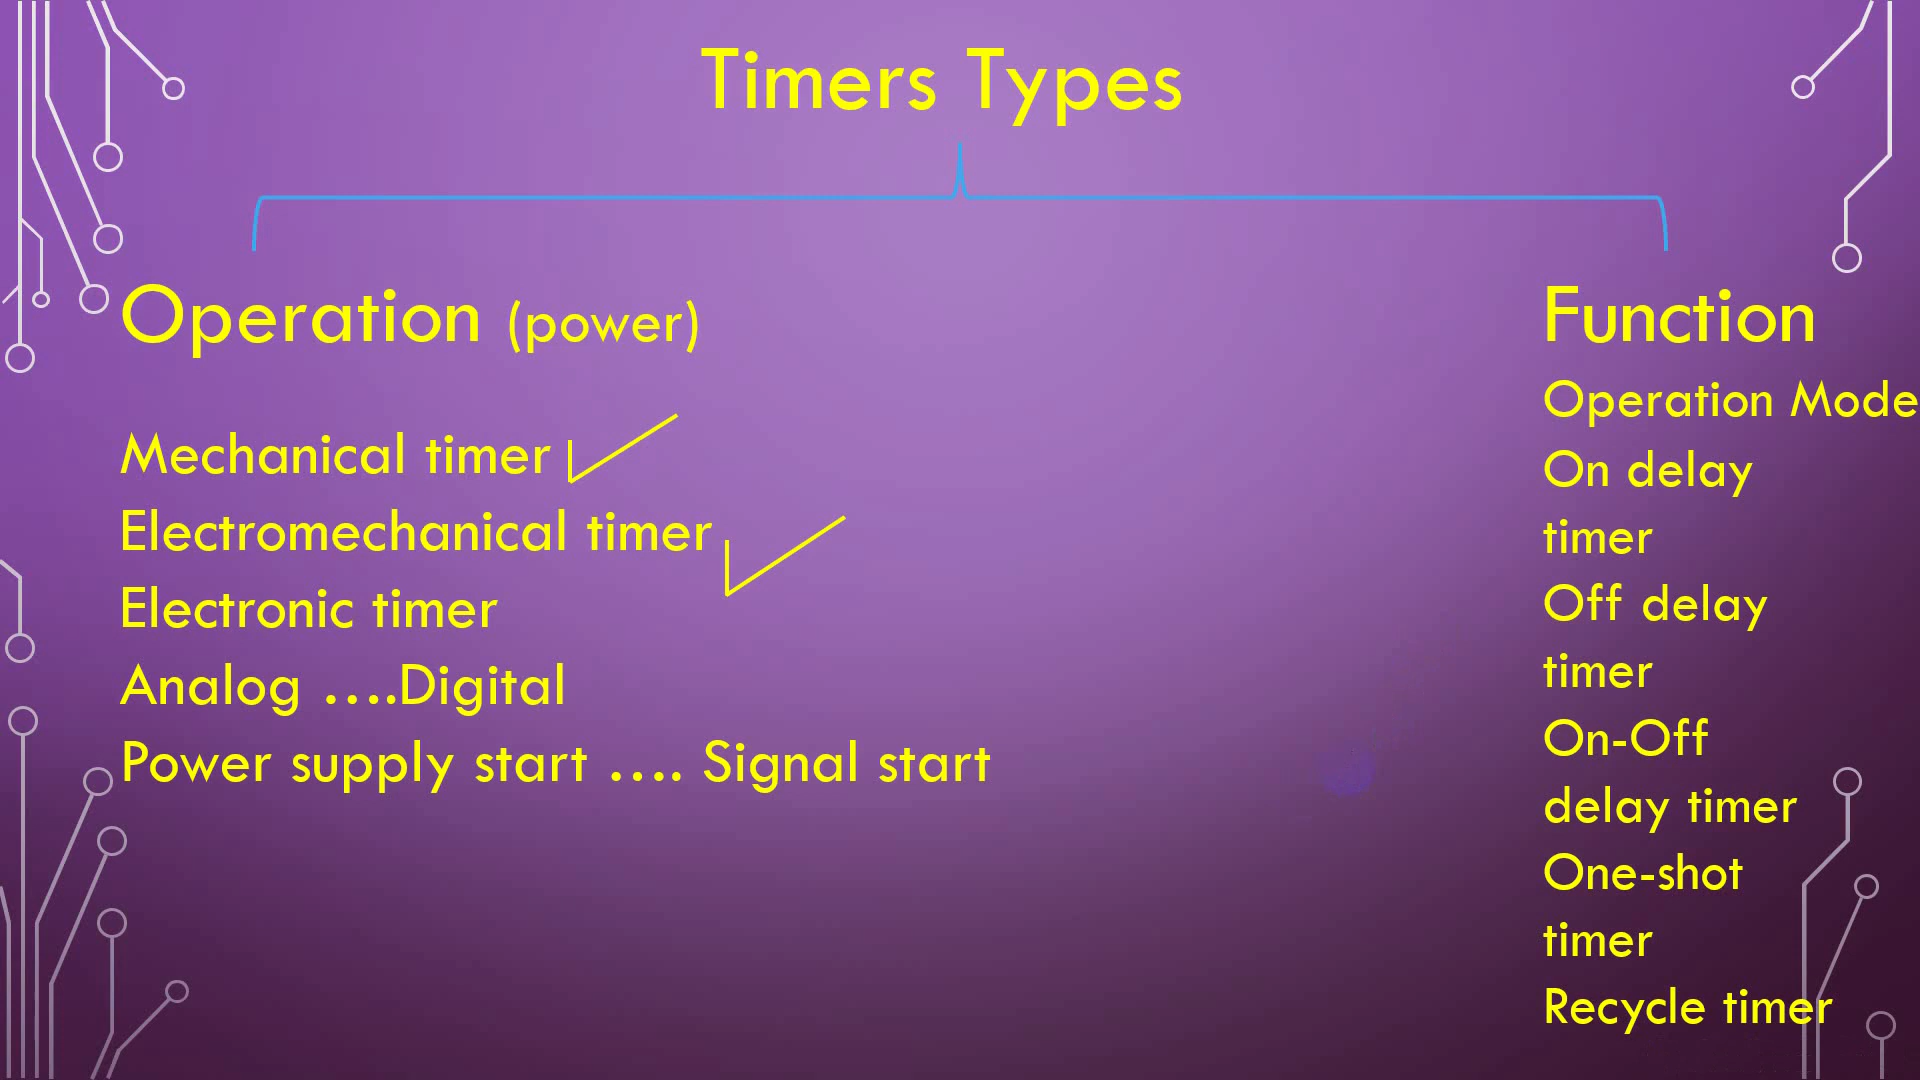 Timers Types
Operation (power)
Mechanical timer
Electromechanical timer
Electronic timer
Analog ....Digital
Power supply start .... Signal start
Function
Operation Mode
On delay
timer
Off delay
timer
On-Off
delay timer
One-shot
timer
Recycle timer